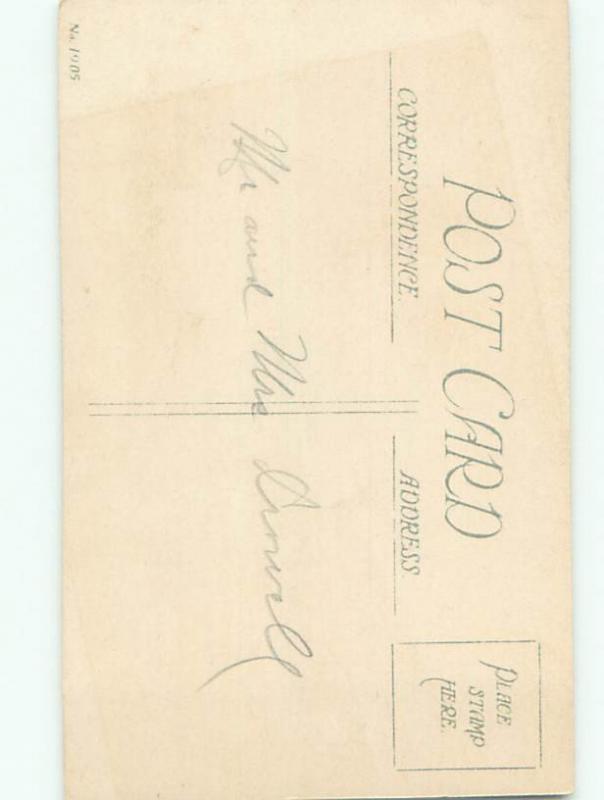 POST CARD
CORRESPONDENCE.
ADDRESS.
PLACE
STAMP
HERE.
Mr and Mrs
No. 1905